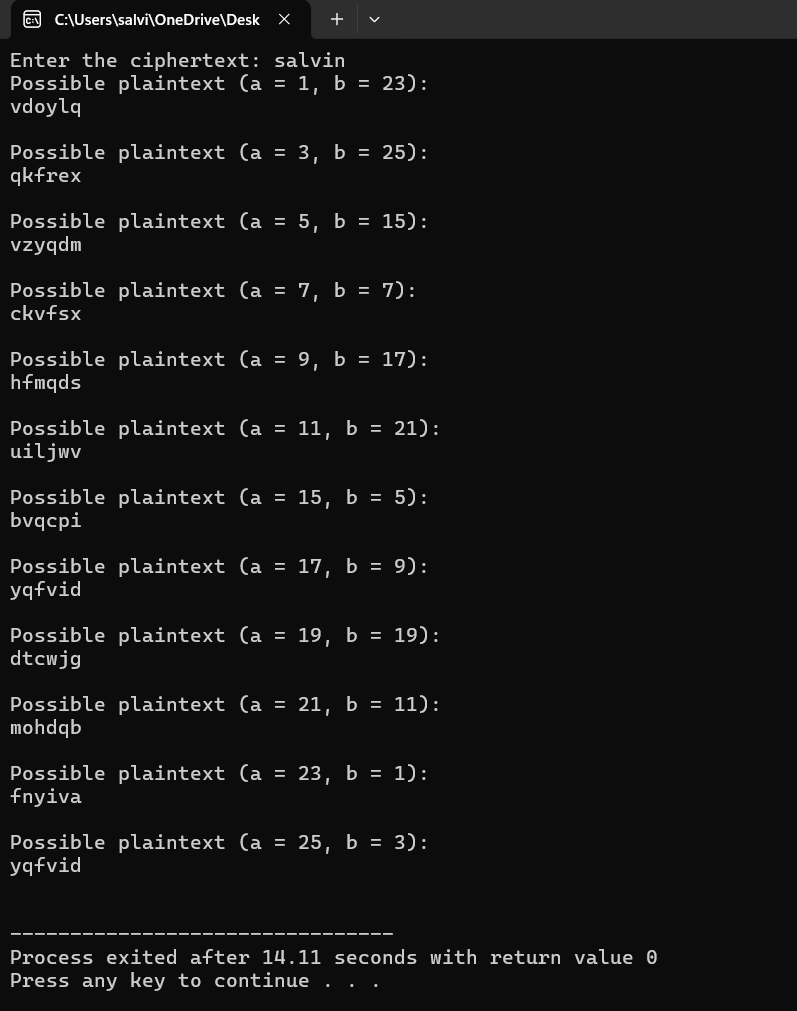 C:\Users\salvi\OneDrive\Desk
Enter the ciphertext: salvin
Possible plaintext (a = 1, b = 23):
vdoylq
Possible plaintext (a = 3, b = 25):
qkfrex
Possible plaintext (a = 5, b = 15):
vzyqdm
Possible plaintext (a = 7, b = 7):
ckvfsx
Possible plaintext (a = 9, b = 17):
hfmqds
Possible plaintext (a = 11, b = 21):
uiljwv
Possible plaintext (a = 15, b = 5):
bvqcpi
Possible plaintext (a = 17, b = 9):
yqfvid
Possible plaintext (a = 19, b = 19):
dtcwjg
Possible plaintext (a = 21, b = 11):
mohdqb
Possible plaintext (a = 23, b = 1):
fnyiva
Possible plaintext (a = 25, b = 3):
yqfvid
--------------------------------
Process exited after 14.11 seconds with return value 0
Press any key to continue . . .